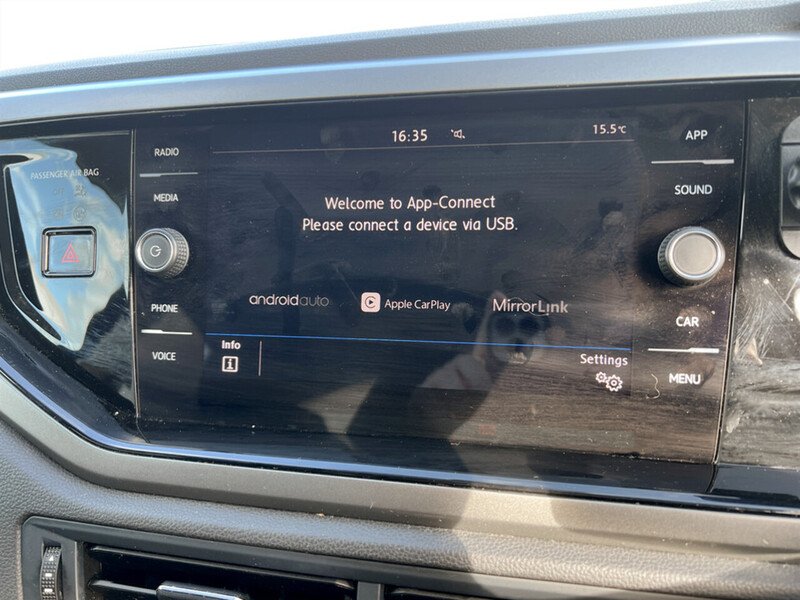 16:35
15.5°C
RADIO
APP
MEDIA
SOUND
PASSENGER AIR BAG
Welcome to App-Connect
Please connect a device via USB.
androidauto
Apple CarPlay
MirrorLink
PHONE
CAR
VOICE
MENU
Info
Settings